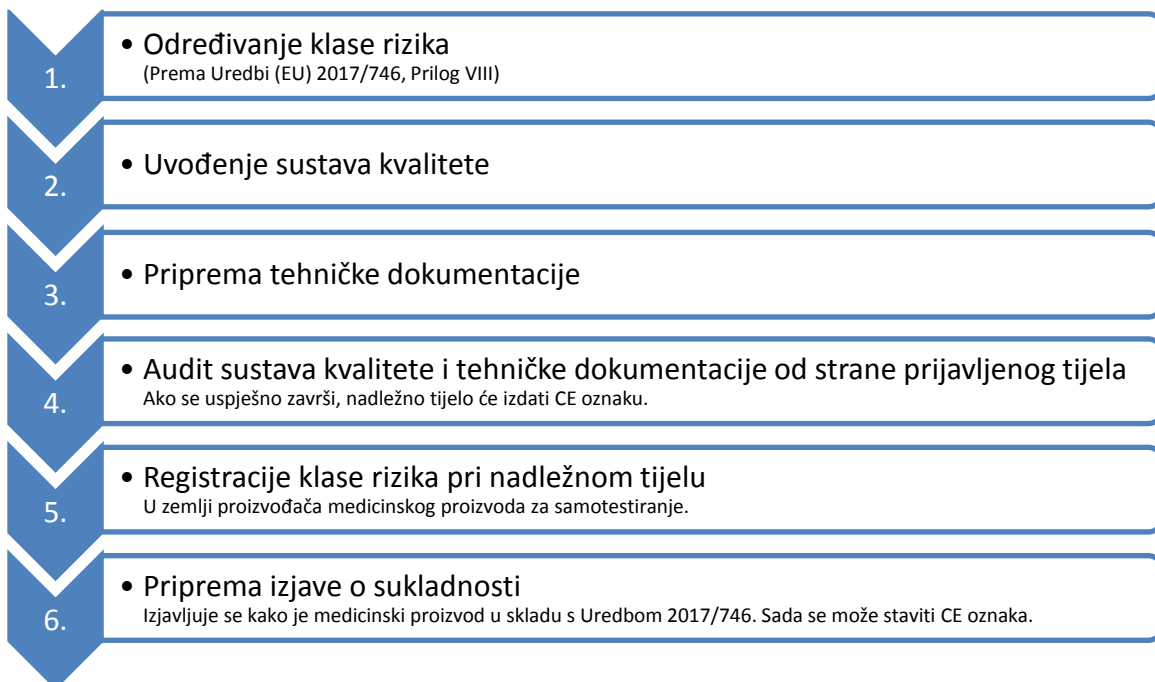 1.
• Određivanje klase rizika
(Prema Uredbi (EU) 2017/746, Prilog VIII)
2.
• Uvođenje sustava kvalitete
3.
• Priprema tehničke dokumentacije
4.
• Audit sustava kvalitete i tehničke dokumentacije od strane prijavljenog tijela
Ako se uspješno završi, nadležno tijelo će izdati CE oznaku.
5.
• Registracije klase rizika pri nadležnom tijelu
U zemlji proizvođača medicinskog proizvoda za samotestiranje.
6.
• Priprema izjave o sukladnosti
Izjavljuje se kako je medicinski proizvod u skladu s Uredbom 2017/746. Sada se može staviti CE oznaka.